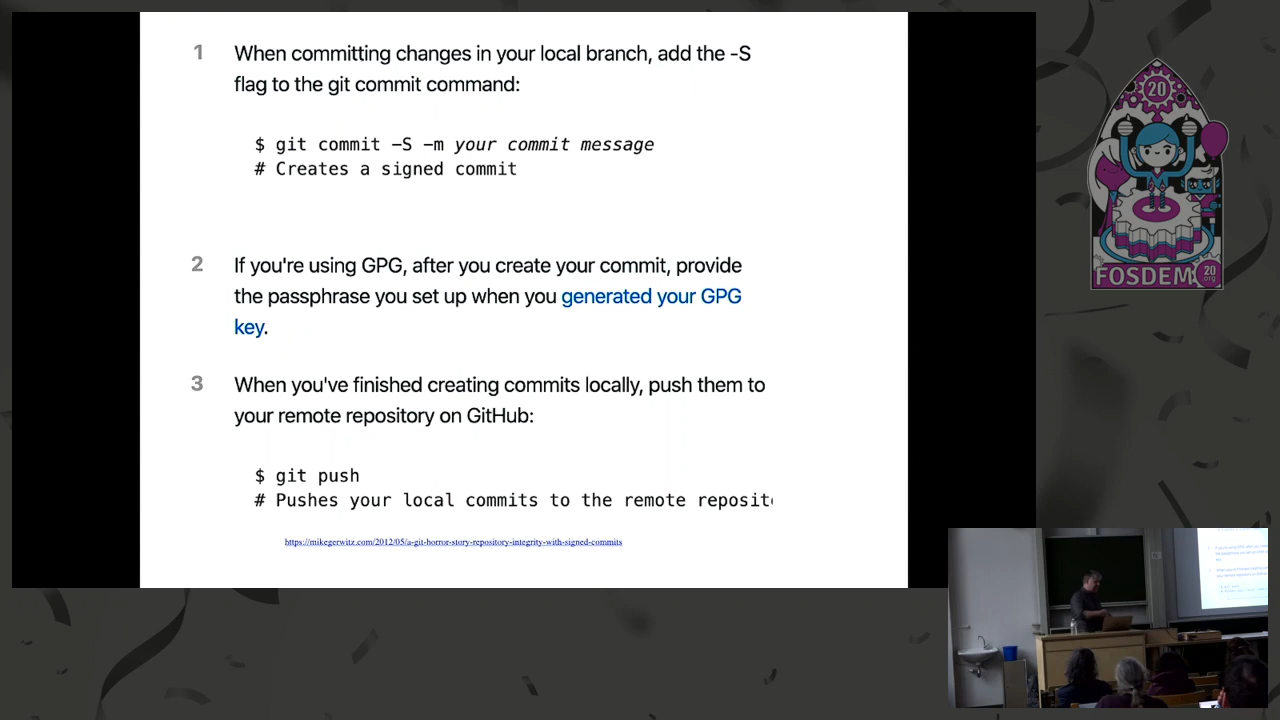 1 When committing changes in your local branch, add the -S
flag to the git commit command:
$ git commit -S -m your commit message
# Creates a signed commit
2 If you're using GPG, after you create your commit, provide
the passphrase you set up when you generated your GPG
key.
3 When you've finished creating commits locally, push them to
your remote repository on GitHub:
$ git push
# Pushes your local commits to the remote reposit
https://mikegerwitz.com/2012/05/a-git-horror-story-repository-integrity-with-signed-commits
20
FOSDEM 20
.org